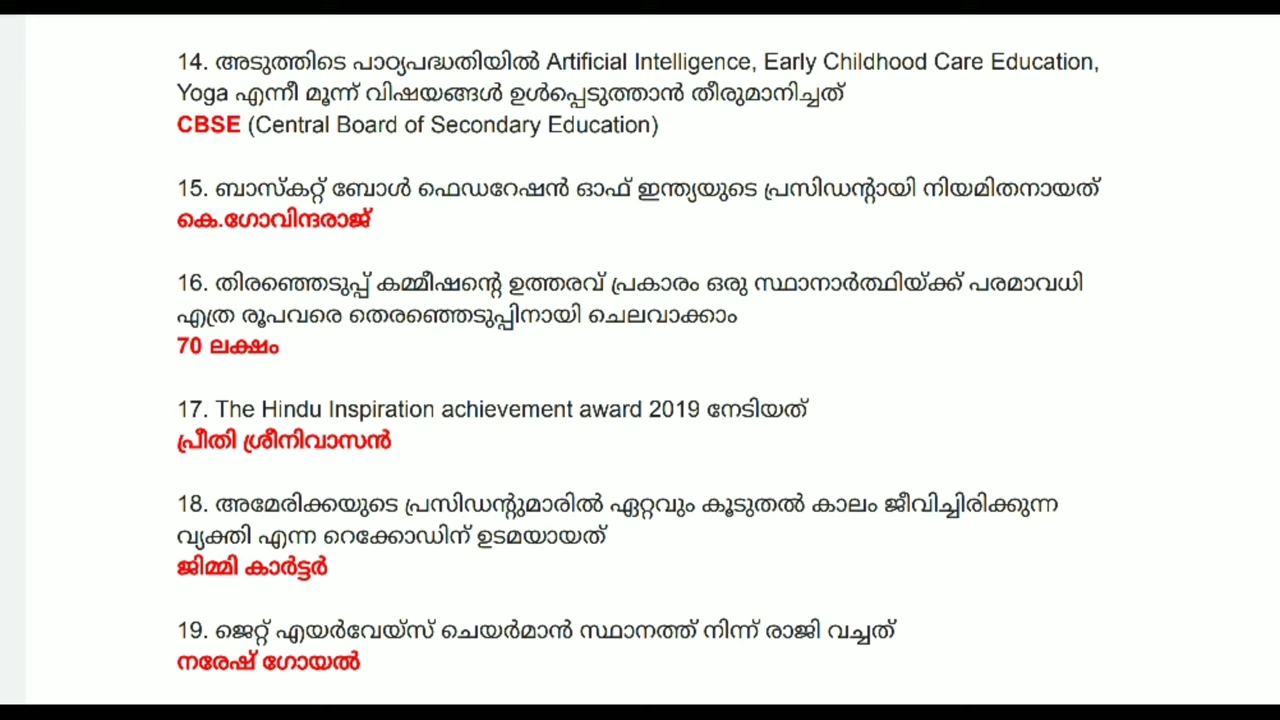 14. അടുത്തിടെ പാഠ്യപദ്ധതിയിൽ Artificial Intelligence, Early Childhood Care Education,
Yoga എന്നീ മൂന്ന് വിഷയങ്ങൾ ഉൾപ്പെടുത്താൻ തീരുമാനിച്ചത്
CBSE (Central Board of Secondary Education)
15. ബാസ്കറ്റ് ബോൾ ഫെഡറേഷൻ ഓഫ് ഇന്ത്യയുടെ പ്രസിഡന്റായി നിയമിതനായത്
കെ.ഗോവിന്ദരാജ്
16. തിരഞ്ഞെടുപ്പ് കമ്മീഷന്റെ ഉത്തരവ് പ്രകാരം ഒരു സ്ഥാനാർത്ഥിയ്ക്ക് പരമാവധി
എത്ര രൂപവരെ തെരഞ്ഞെടുപ്പിനായി ചെലവാക്കാം
70 ലക്ഷം
17. The Hindu Inspiration achievement award 2019 നേടിയത്
പ്രീതി ശ്രീനിവാസൻ
18. അമേരിക്കയുടെ പ്രസിഡന്റുമാരിൽ ഏറ്റവും കൂടുതൽ കാലം ജീവിച്ചിരിക്കുന്ന
വ്യക്തി എന്ന റെക്കോഡിന് ഉടമയായത്
ജിമ്മി കാർട്ടർ
19. ജെറ്റ് എയർവേയ്സ് ചെയർമാൻ സ്ഥാനത്ത് നിന്ന് രാജി വച്ചത്
നരേഷ് ഗോയൽ